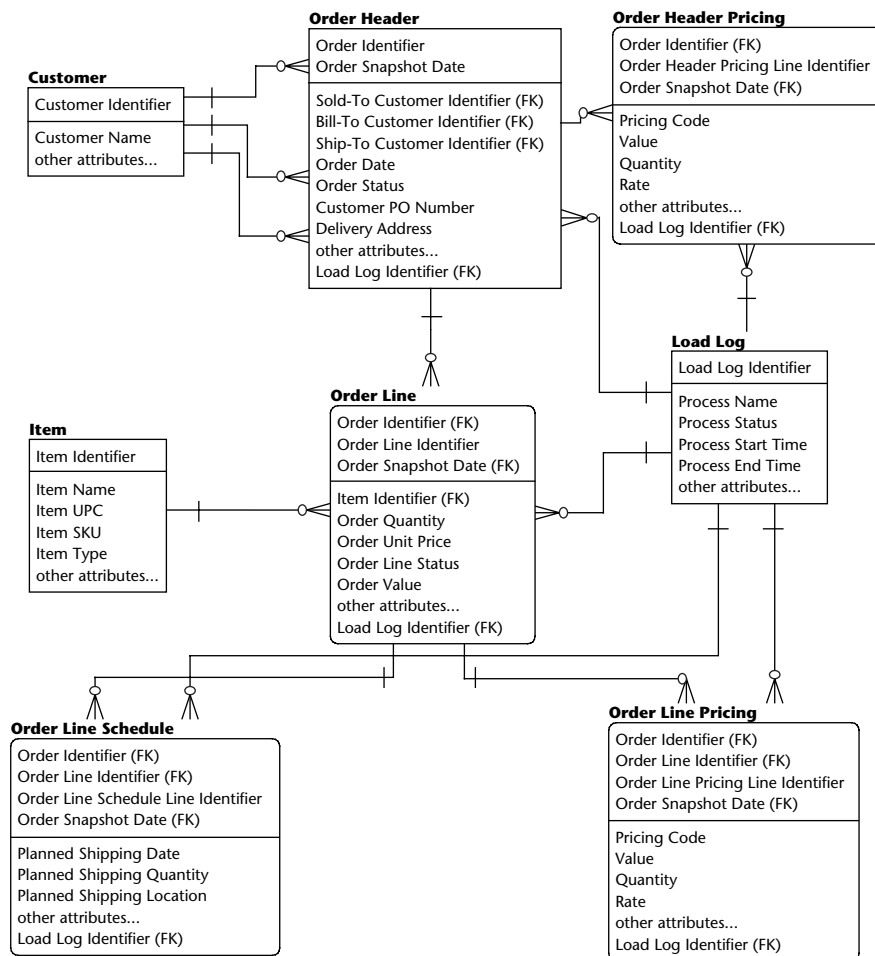 Order Header
Order Identifier
Order Snapshot Date
Sold-To Customer Identifier (FK)
Bill-To Customer Identifier (FK)
Ship-To Customer Identifier (FK)
Order Date
Order Status
Customer PO Number
Delivery Address
other attributes...
Load Log Identifier (FK)
Order Header Pricing
Order Identifier (FK)
Order Header Pricing Line Identifier
Order Snapshot Date (FK)
Pricing Code
Value
Quantity
Rate
other attributes...
Load Log Identifier (FK)
Customer
Customer Identifier
Customer Name
other attributes...
Load Log
Load Log Identifier
Process Name
Process Status
Process Start Time
Process End Time
other attributes...
Order Line
Order Identifier (FK)
Order Line Identifier
Order Snapshot Date (FK)
Item Identifier (FK)
Order Quantity
Order Unit Price
Order Line Status
Order Value
other attributes...
Load Log Identifier (FK)
Item
Item Identifier
Item Name
Item UPC
Item SKU
Item Type
other attributes...
Order Line Schedule
Order Identifier (FK)
Order Line Identifier (FK)
Order Line Schedule Line Identifier
Order Snapshot Date (FK)
Planned Shipping Date
Planned Shipping Quantity
Planned Shipping Location
other attributes...
Load Log Identifier (FK)
Order Line Pricing
Order Identifier (FK)
Order Line Identifier (FK)
Order Line Pricing Line Identifier
Order Snapshot Date (FK)
Pricing Code
Value
Quantity
Rate
other attributes...
Load Log Identifier (FK)